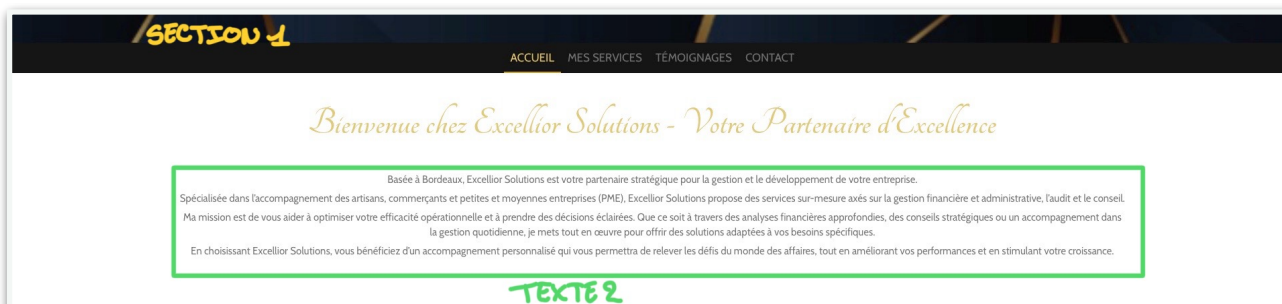 SECTION 1
ACCUEIL MES SERVICES TÉMOIGNAGES CONTACT
Bienvenue chez Excellior Solutions - Votre Partenaire d'Excellence
Basée à Bordeaux, Excellior Solutions est votre partenaire stratégique pour la gestion et le développement de votre entreprise.
Spécialisée dans l'accompagnement des artisans, commerçants et petites et moyennes entreprises (PME), Excellior Solutions propose des services sur-mesure axés sur la gestion financière et administrative, l'audit et le conseil.
Ma mission est de vous aider à optimiser votre efficacité opérationnelle et à prendre des décisions éclairées. Que ce soit à travers des analyses financières approfondies, des conseils stratégiques ou un accompagnement dans
la gestion quotidienne, je mets tout en œuvre pour offrir des solutions adaptées à vos besoins spécifiques.
En choisissant Excellior Solutions, vous bénéficiez d'un accompagnement personnalisé qui vous permettra de relever les défis du monde des affaires, tout en améliorant vos performances et en stimulant votre croissance.
TEXTE 2